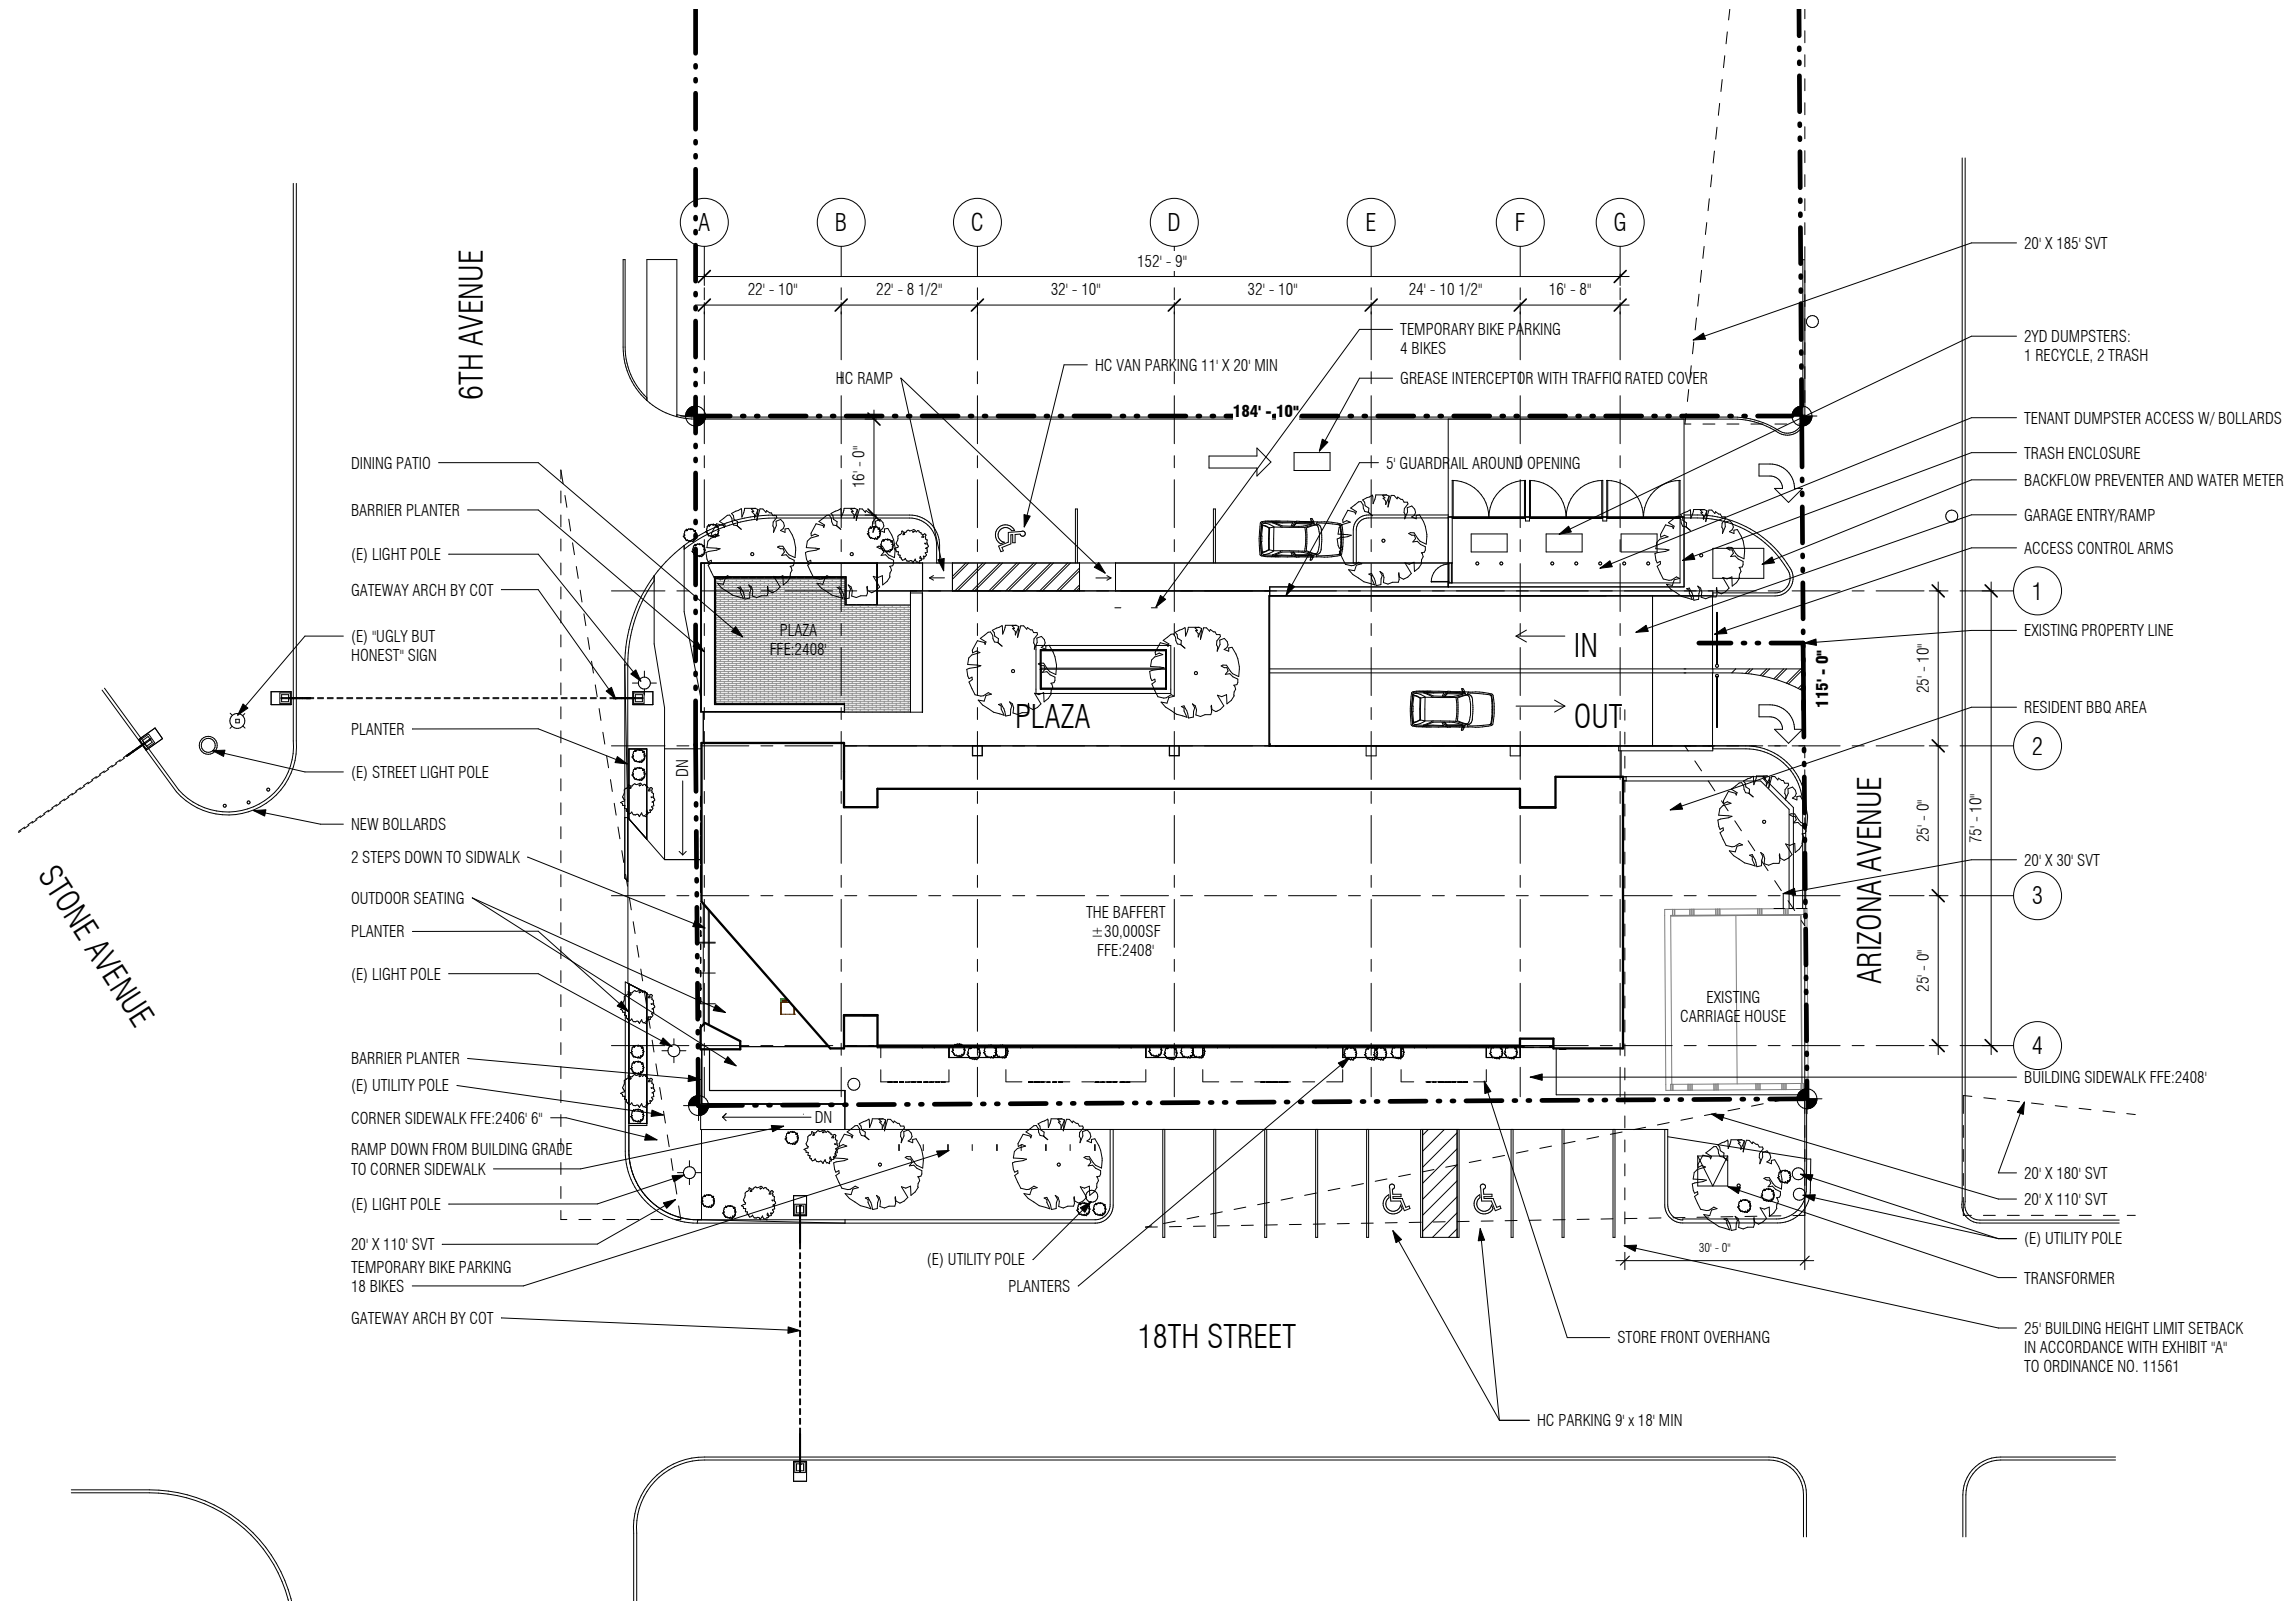 A
B
C
D
E
F
G
152' - 9"
22' - 10"
22' - 8 1/2"
32' - 10"
32' - 10"
24' - 10 1/2"
16' - 8"
6TH AVENUE
TEMPORARY BIKE PARKING
4 BIKES
HC VAN PARKING 11' X 20' MIN
HC RAMP
GREASE INTERCEPTOR WITH TRAFFIC RATED COVER
184' - 10"
16' - 0"
5' GUARDRAIL AROUND OPENING
DINING PATIO
BARRIER PLANTER
(E) LIGHT POLE
GATEWAY ARCH BY COT
(E) "UGLY BUT
HONEST" SIGN
PLANTER
(E) STREET LIGHT POLE
NEW BOLLARDS
2 STEPS DOWN TO SIDWALK
OUTDOOR SEATING
PLANTER
(E) LIGHT POLE
BARRIER PLANTER
(E) UTILITY POLE
CORNER SIDEWALK FFE:2406' 6"
RAMP DOWN FROM BUILDING GRADE
TO CORNER SIDEWALK
(E) LIGHT POLE
20' X 110' SVT
TEMPORARY BIKE PARKING
18 BIKES
GATEWAY ARCH BY COT
STONE AVENUE
PLAZA
FFE:2408'
PLAZA
IN
OUT
DN
THE BAFFERT
±30,000SF
FFE:2408'
EXISTING
CARRIAGE HOUSE
DN
(E) UTILITY POLE
PLANTERS
18TH STREET
STORE FRONT OVERHANG
HC PARKING 9' x 18' MIN
30' - 0"
20' X 185' SVT
2YD DUMPSTERS:
1 RECYCLE, 2 TRASH
TENANT DUMPSTER ACCESS W/ BOLLARDS
TRASH ENCLOSURE
BACKFLOW PREVENTER AND WATER METER
GARAGE ENTRY/RAMP
ACCESS CONTROL ARMS
1
EXISTING PROPERTY LINE
115' - 0"
25' - 10"
RESIDENT BBQ AREA
2
ARIZONA AVENUE
25' - 0"
75' - 10"
20' X 30' SVT
3
25' - 0"
4
BUILDING SIDEWALK FFE:2408'
20' X 180' SVT
20' X 110' SVT
(E) UTILITY POLE
TRANSFORMER
25' BUILDING HEIGHT LIMIT SETBACK
IN ACCORDANCE WITH EXHIBIT "A"
TO ORDINANCE NO. 11561